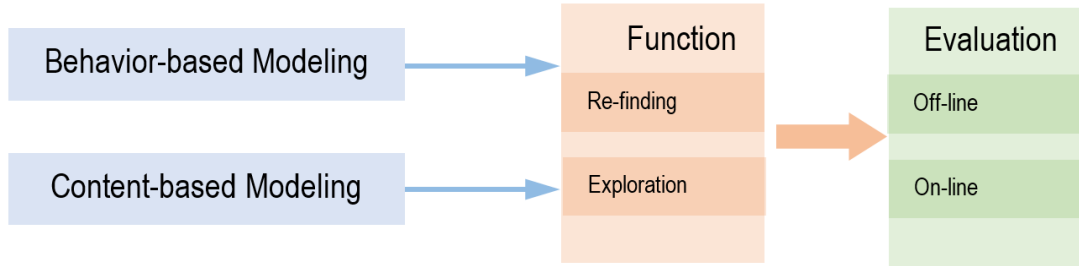 Behavior-based Modeling
Content-based Modeling
Function
Re-finding
Exploration
Evaluation
Off-line
On-line